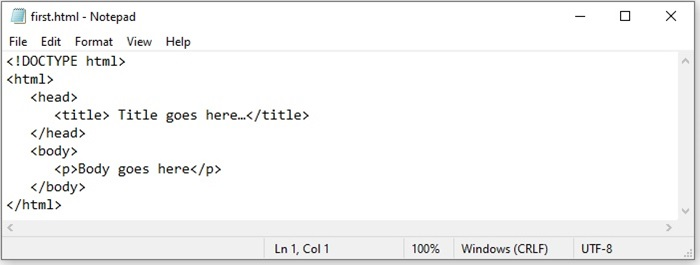 first.html - Notepad
File Edit Format View Help
<!DOCTYPE html>
<html>
   <head>
      <title> Title goes here…</title>
   </head>
   <body>
      <p>Body goes here</p>
   </body>
</html>
Ln 1, Col 1 100% Windows (CRLF) UTF-8